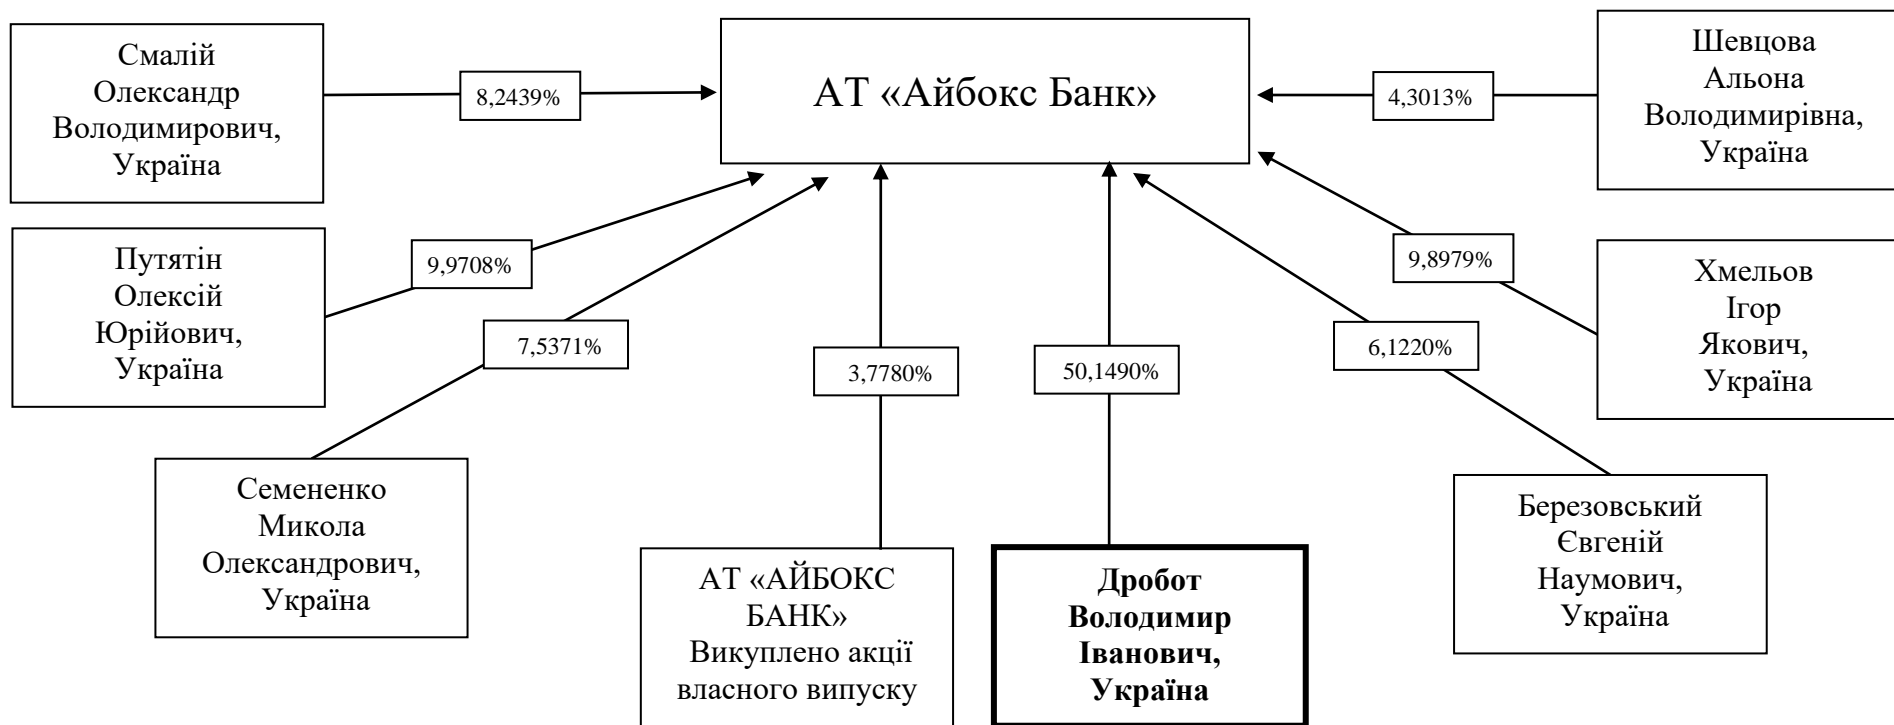 Смалій
Олександр
Володимирович,
Україна
8,2439%
АТ «Айбокс Банк»
4,3013%
Шевцова
Альона
Володимирівна,
Україна
Путятін
Олексій
Юрійович,
Україна
9,9708%
9,8979%
Хмельов
Ігор
Якович,
Україна
7,5371%
3,7780%
50,1490%
6,1220%
Семененко
Микола
Олександрович,
Україна
АТ «АЙБОКС
БАНК»
Викуплено акції
власного випуску
Дробот
Володимир
Іванович,
Україна
Березовський
Євгеній
Наумович,
Україна